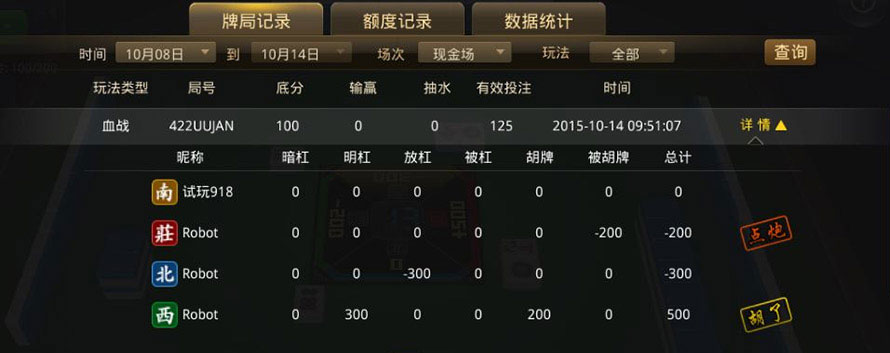 牌局记录 额度记录 数据统计
时间 10月08日 到 10月14日 场次 现金场 玩法 全部 查询
玩法类型 局号 底分 输赢 抽水 有效投注 时间
血战 422UUJAN 100 0 0 125 2015-10-14 09:51:07 详情▲
昵称 暗杠 明杠 放杠 被杠 胡牌 被胡牌 总计
南 试玩918 0 0 0 0 0 0 0
莊 Robot 0 0 0 0 0 -200 -200 点炮
北 Robot 0 0 -300 0 0 0 -300
西 Robot 0 300 0 0 200 0 500 胡了